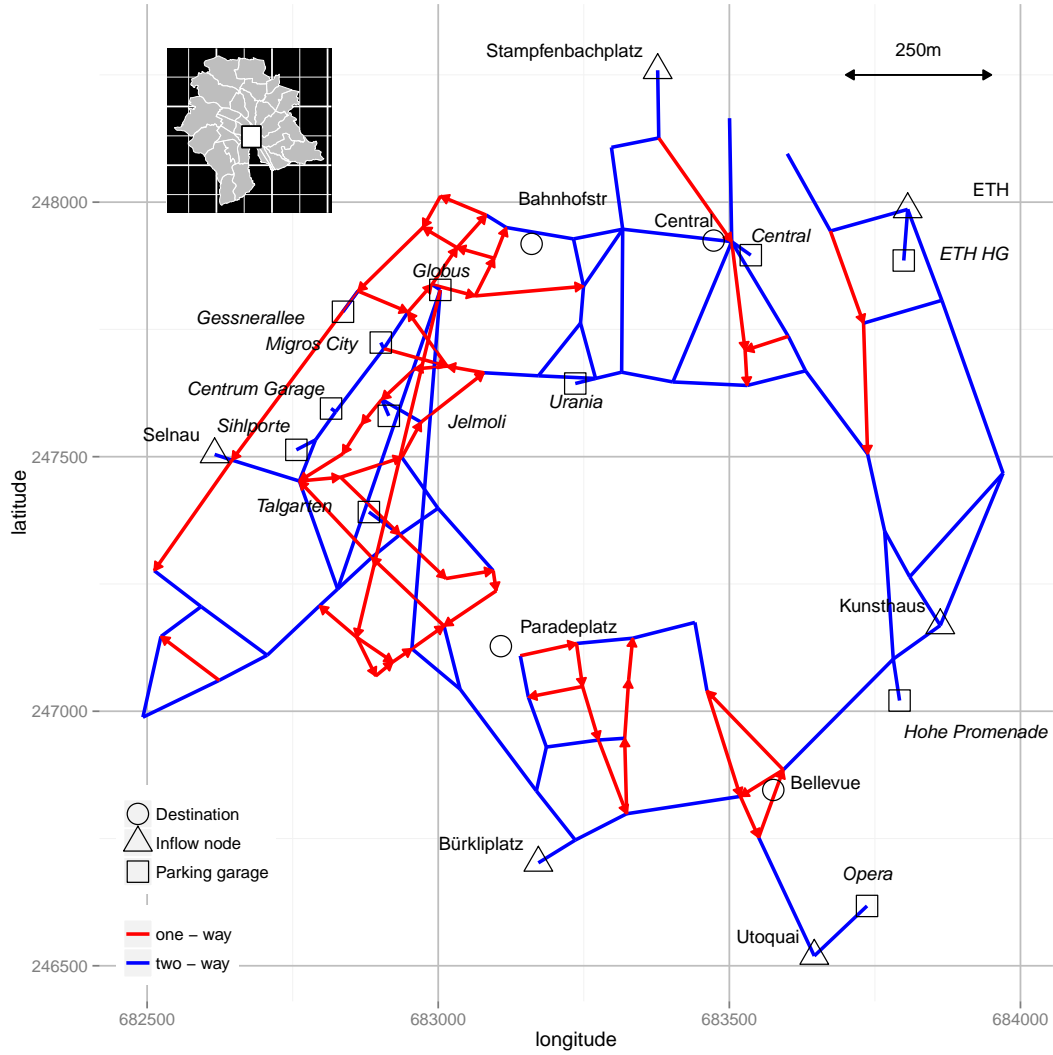 Stampfenbachplatz
250m
ETH
248000
Bahnhofstr
Central
Central
ETH HG
Globus
Gessnerallee
Migros City
Centrum Garage
Urania
Sihlporte
Jelmoli
Selnau
247500
Talgarten
latitude
Kunsthaus
Paradeplatz
247000
Hohe Promenade
Bellevue
Destination
Inflow node
Parking garage
Bürkliplatz
Opera
one − way
Utoquai
two − way
246500
682500
683000
683500
684000
longitude